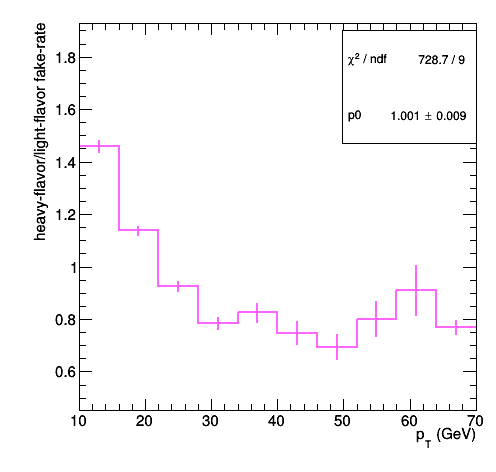 heavy-flavor/light-flavor fake-rate
χ² / ndf 728.7 / 9
p0 1.001 ± 0.009
1.8
1.6
1.4
1.2
1
0.8
0.6
10 20 30 40 50 60 70
p_T (GeV)